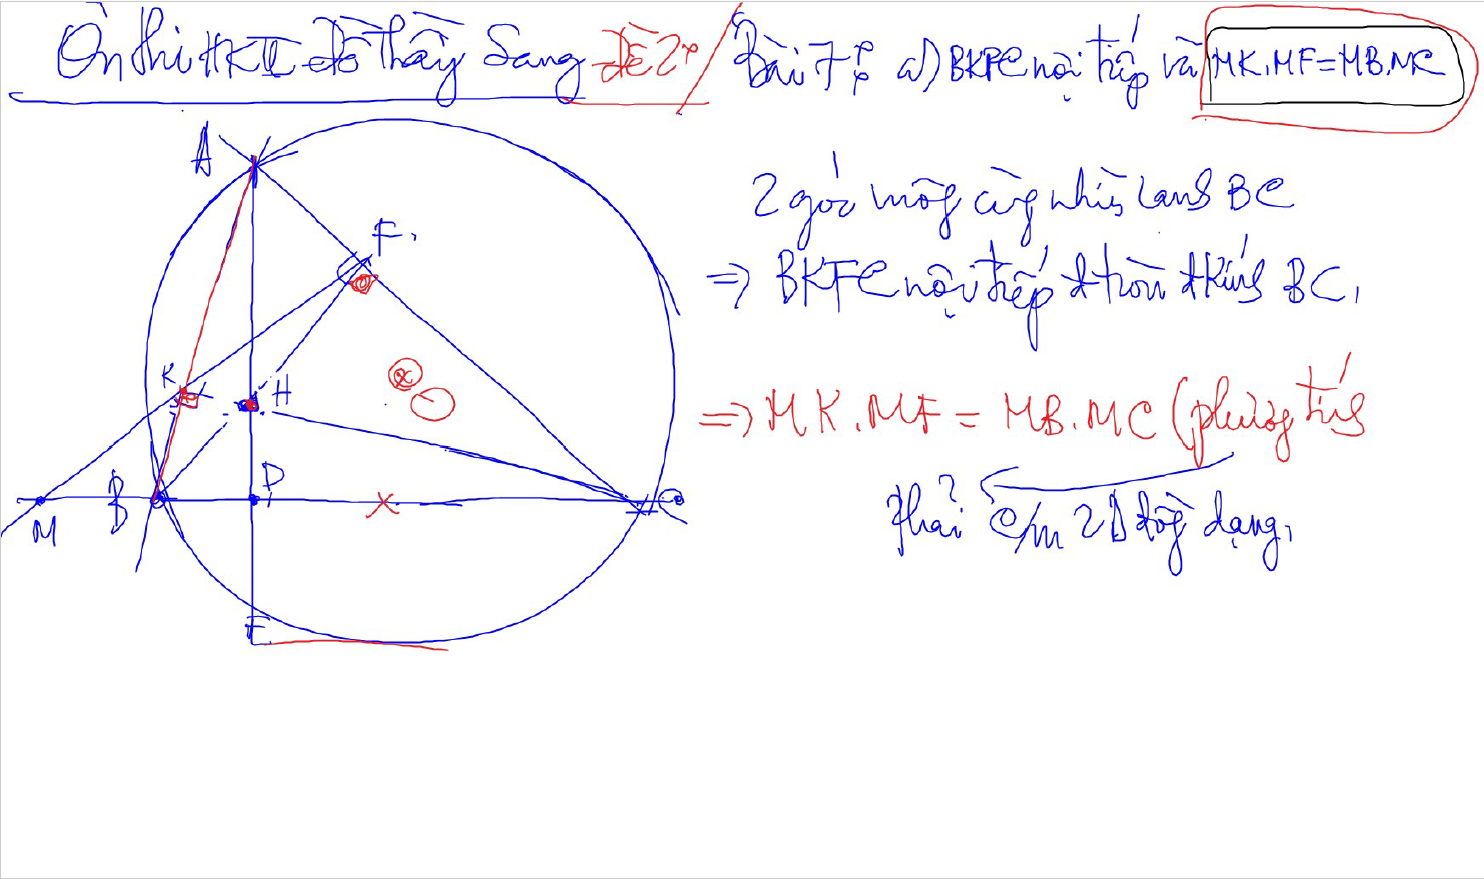 Ôn thi HKII đề Thầy Sang đề 2:
Bài 7: a) BKFC nội tiếp và MK.MF=MB.MC
2 góc vuông cùng nhìn cạnh BC
=> BKFC nội tiếp đ tròn đ kính BC,
=> MK.MF = MB.MC (phương tích
Phải c/m 2Δ đồng dạng,
A
F
K
H
M
B
D
C
E